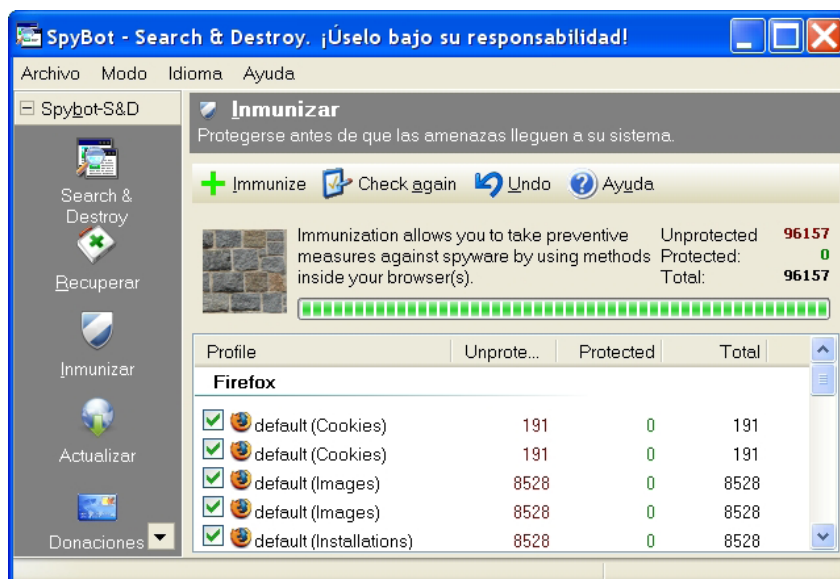 SpyBot - Search & Destroy. ¡Úselo bajo su responsabilidad!
Archivo Modo Idioma Ayuda
Spybot-S&D
Search &
Destroy
Recuperar
Inmunizar
Actualizar
Donaciones
Inmunizar
Protegerse antes de que las amenazas lleguen a su sistema.
Immunize Check again Undo Ayuda
Immunization allows you to take preventive
measures against spyware by using methods
inside your browser(s).
Unprotected 96157
Protected: 0
Total: 96157
Profile Unprote... Protected Total
Firefox
default (Cookies) 191 0 191
default (Cookies) 191 0 191
default (Images) 8528 0 8528
default (Images) 8528 0 8528
default (Installations) 8528 0 8528